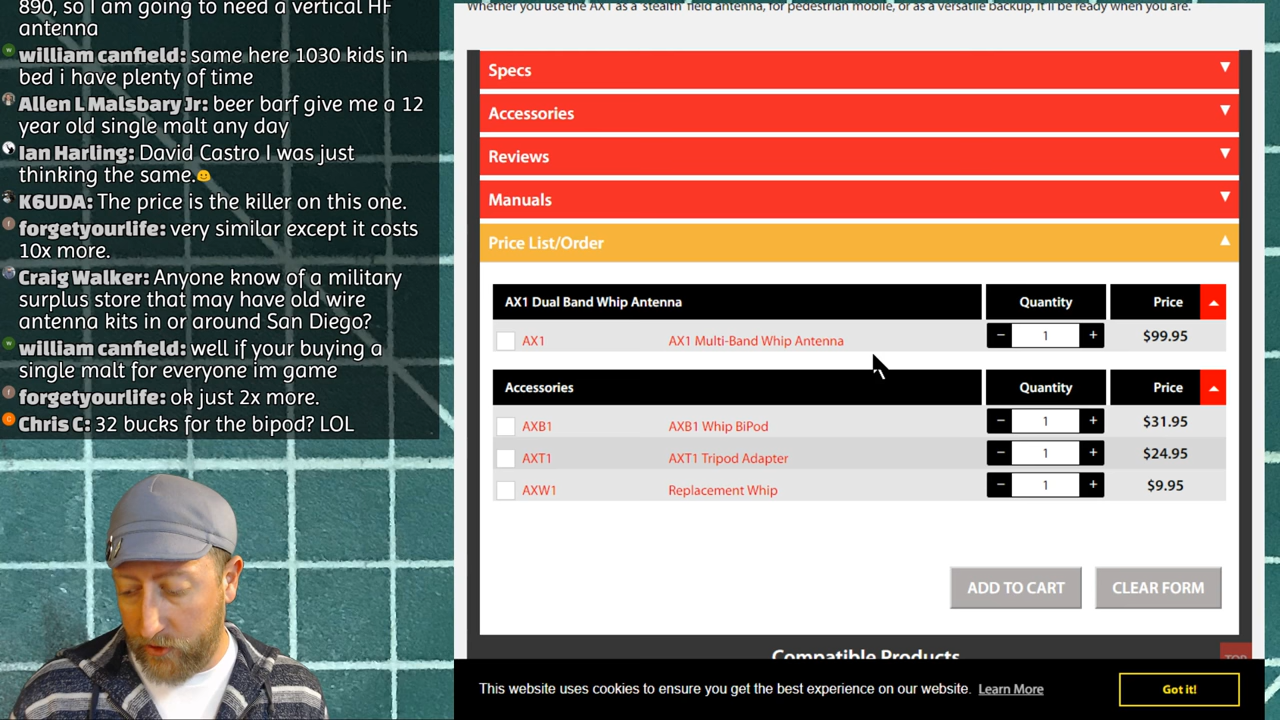 890, so I am going to need a vertical HF
antenna
william canfield: same here 1030 kids in
bed i have plenty of time
Allen L Malsbary Jr: beer barf give me a 12
year old single malt any day
Ian Harling: David Castro I was just
thinking the same.
K6UDA: The price is the killer on this one.
forgetyourlife: very similar except it costs
10x more.
Craig Walker: Anyone know of a military
surplus store that may have old wire
antenna kits in or around San Diego?
william canfield: well if your buying a
single malt for everyone im game
forgetyourlife: ok just 2x more.
Chris C: 32 bucks for the bipod? LOL
Whether you use the AX1 as a 'stealth' field antenna, for pedestrian mobile, or as a versatile backup, it'll be ready when you are.
Specs
Accessories
Reviews
Manuals
Price List/Order
AX1 Dual Band Whip Antenna Quantity Price
AX1 AX1 Multi-Band Whip Antenna − 1 + $99.95
Accessories Quantity Price
AXB1 AXB1 Whip BiPod − 1 + $31.95
AXT1 AXT1 Tripod Adapter − 1 + $24.95
AXW1 Replacement Whip − 1 + $9.95
ADD TO CART CLEAR FORM
Compatible Products
TOP
This website uses cookies to ensure you get the best experience on our website. Learn More Got it!